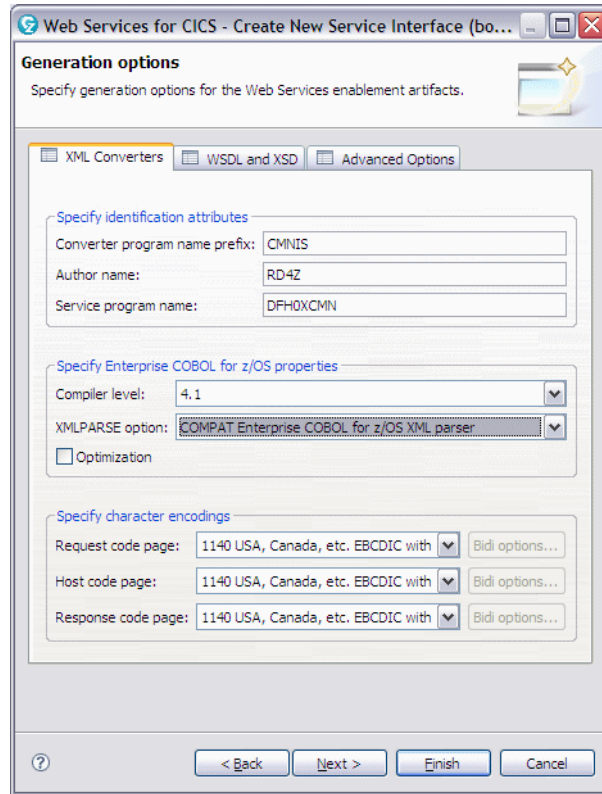 Web Services for CICS - Create New Service Interface (bo...
Generation options
Specify generation options for the Web Services enablement artifacts.
XML Converters WSDL and XSD Advanced Options
Specify identification attributes
Converter program name prefix: CMNIS
Author name: RD4Z
Service program name: DFH0XCMN
Specify Enterprise COBOL for z/OS properties
Compiler level: 4.1
XMLPARSE option: COMPAT Enterprise COBOL for z/OS XML parser
Optimization
Specify character encodings
Request code page: 1140 USA, Canada, etc. EBCDIC with Bidi options...
Host code page: 1140 USA, Canada, etc. EBCDIC with Bidi options...
Response code page: 1140 USA, Canada, etc. EBCDIC with Bidi options...
? < Back Next > Finish Cancel